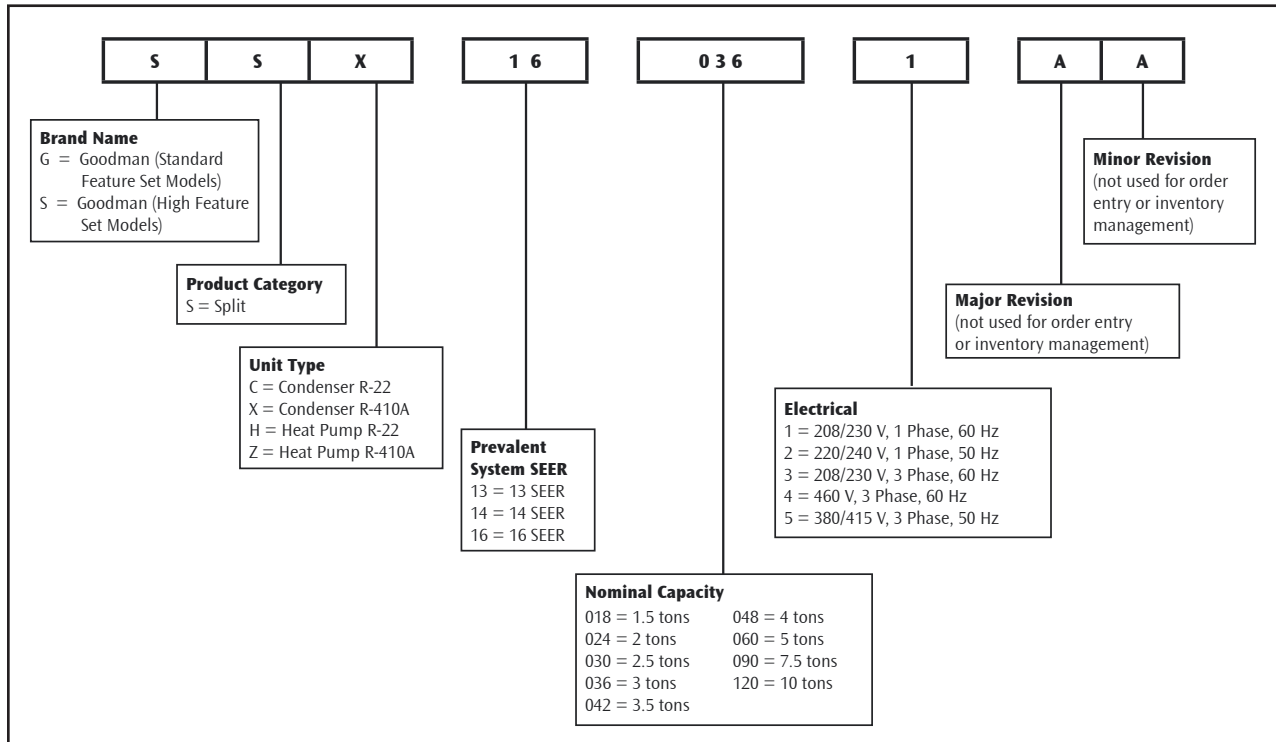 S S X 1 6 0 3 6 1 A A
Brand Name
G = Goodman (Standard
Feature Set Models)
S = Goodman (High Feature
Set Models)
Minor Revision
(not used for order
entry or inventory
management)
Product Category
S = Split
Major Revision
(not used for order entry
or inventory management)
Unit Type
C = Condenser R-22
X = Condenser R-410A
H = Heat Pump R-22
Z = Heat Pump R-410A
Prevalent
System SEER
13 = 13 SEER
14 = 14 SEER
16 = 16 SEER
Electrical
1 = 208/230 V, 1 Phase, 60 Hz
2 = 220/240 V, 1 Phase, 50 Hz
3 = 208/230 V, 3 Phase, 60 Hz
4 = 460 V, 3 Phase, 60 Hz
5 = 380/415 V, 3 Phase, 50 Hz
Nominal Capacity
018 = 1.5 tons 048 = 4 tons
024 = 2 tons 060 = 5 tons
030 = 2.5 tons 090 = 7.5 tons
036 = 3 tons 120 = 10 tons
042 = 3.5 tons